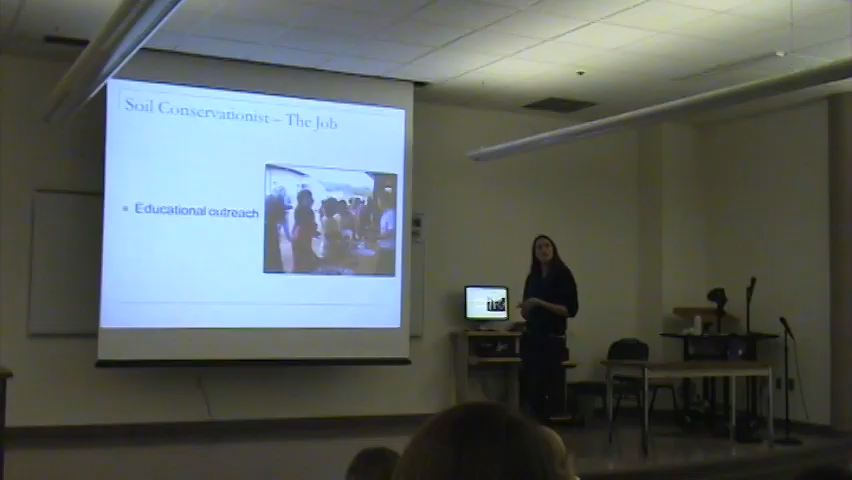 Soil Conservationist – The Job
Educational outreach